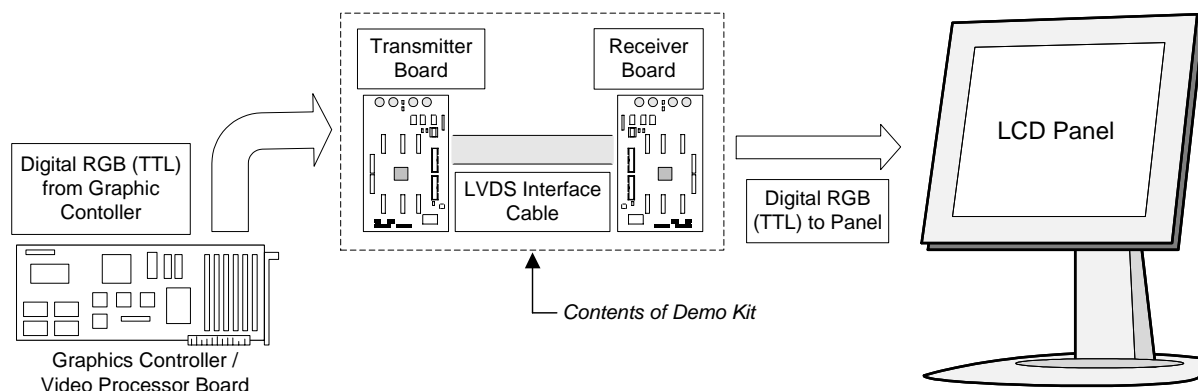 Transmitter
Board
Receiver
Board
Digital RGB (TTL)
from Graphic
Contoller
LVDS Interface
Cable
Digital RGB
(TTL) to Panel
LCD Panel
Contents of Demo Kit
Graphics Controller /
Video Processor Board